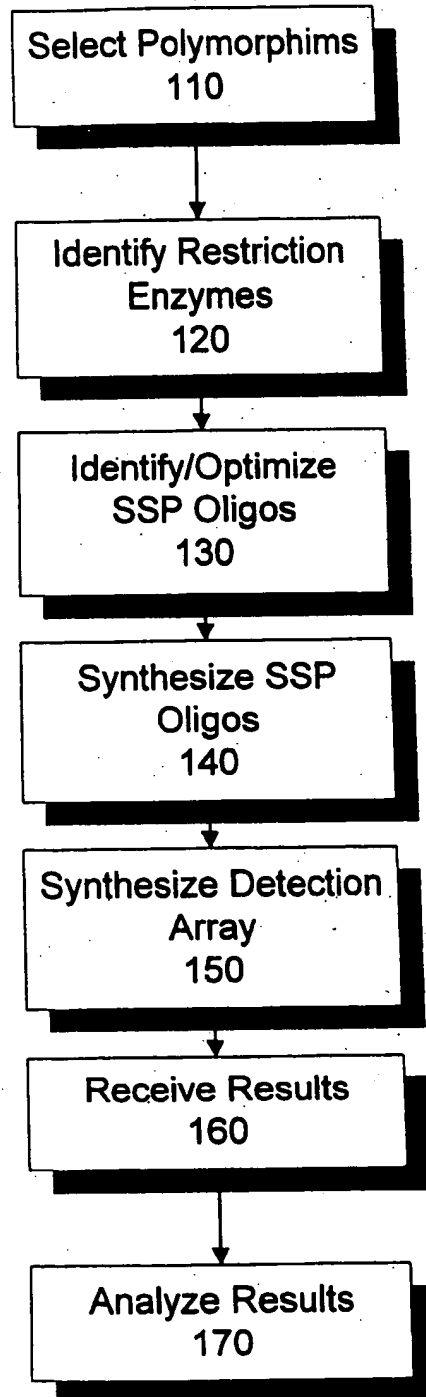 Select Polymorphims
110
Identify Restriction
Enzymes
120
Identify/Optimize
SSP Oligos
130
Synthesize SSP
Oligos
140
Synthesize Detection
Array
150
Receive Results
160
Analyze Results
170